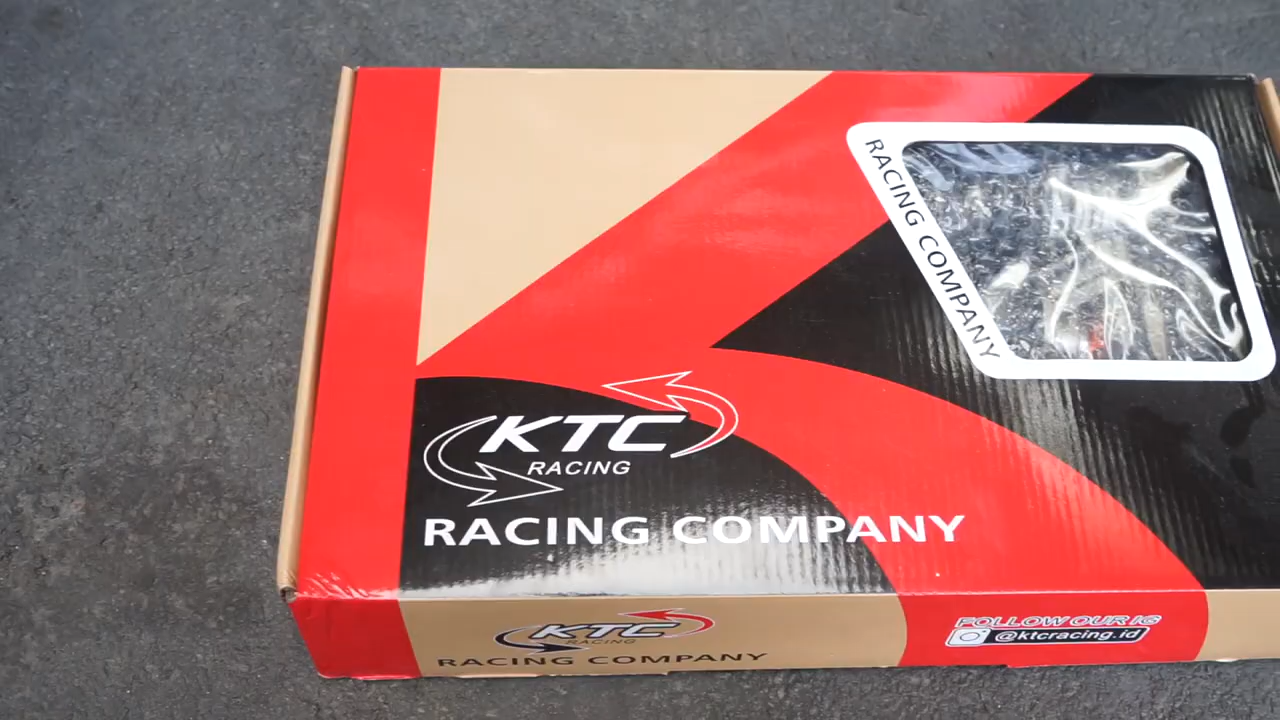 RACING COMPANY
KTC
RACING
RACING COMPANY
KTC
RACING
RACING COMPANY
FOLLOW OUR IG
@ktcracing.id